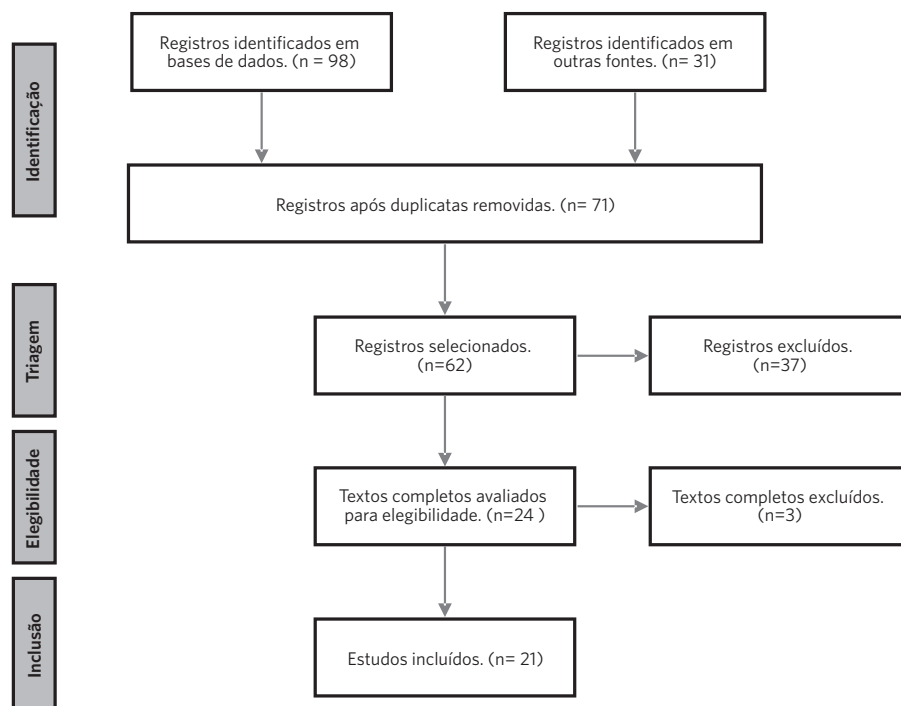 Identificação
Registros identificados em
bases de dados. (n = 98)
Registros identificados em
outras fontes. (n= 31)
Registros após duplicatas removidas. (n= 71)
Triagem
Registros selecionados.
(n=62)
Registros excluídos.
(n=37)
Elegibilidade
Textos completos avaliados
para elegibilidade. (n=24 )
Textos completos excluídos.
(n=3)
Inclusão
Estudos incluídos. (n= 21)